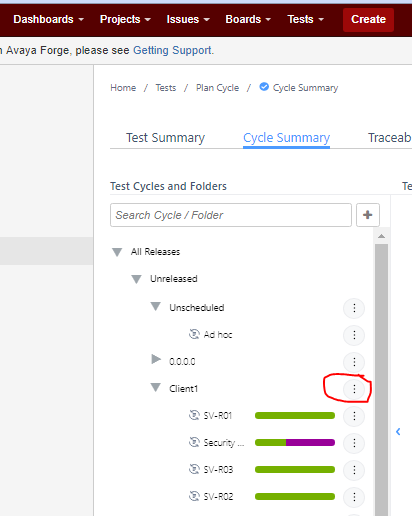 Dashboards Projects Issues Boards Tests Create
n Avaya Forge, please see Getting Support.
Home / Tests / Plan Cycle / Cycle Summary
Test Summary Cycle Summary Traceab
Test Cycles and Folders Te
Search Cycle / Folder
All Releases
Unreleased
Unscheduled
Ad hoc
0.0.0.0
Client1
SV-R01
Security ...
SV-R03
SV-R02